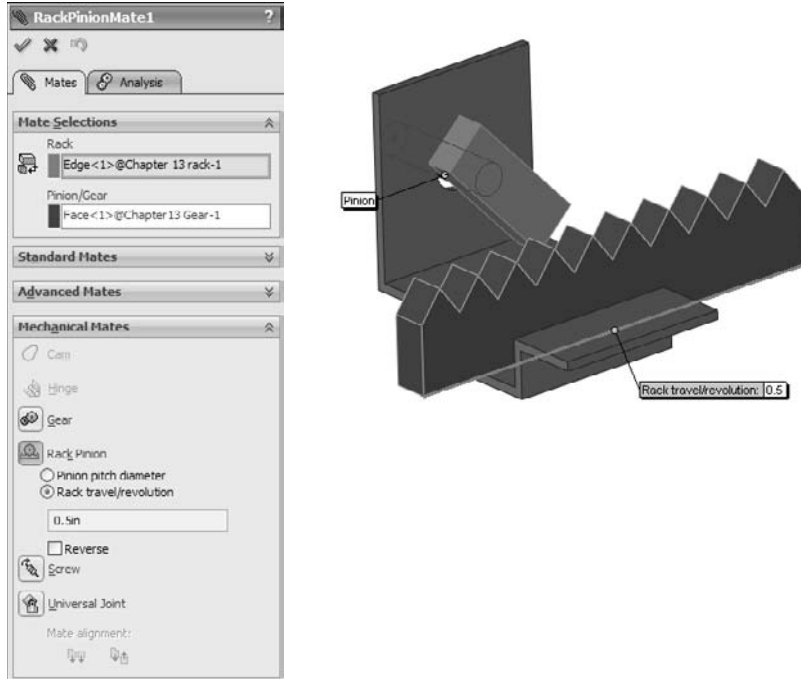 RackPinionMate1 ?
Mates Analysis
Mate Selections
Rack
Edge<1>@Chapter 13 rack-1
Pinion/Gear
Face<1>@Chapter13 Gear-1
Standard Mates
Advanced Mates
Mechanical Mates
Cam
Hinge
Gear
Rack Pinion
Pinion pitch diameter
Rack travel/revolution
0.5in
Reverse
Screw
Universal Joint
Mate alignment:
Pinion
Rack travel/revolution: 0.5